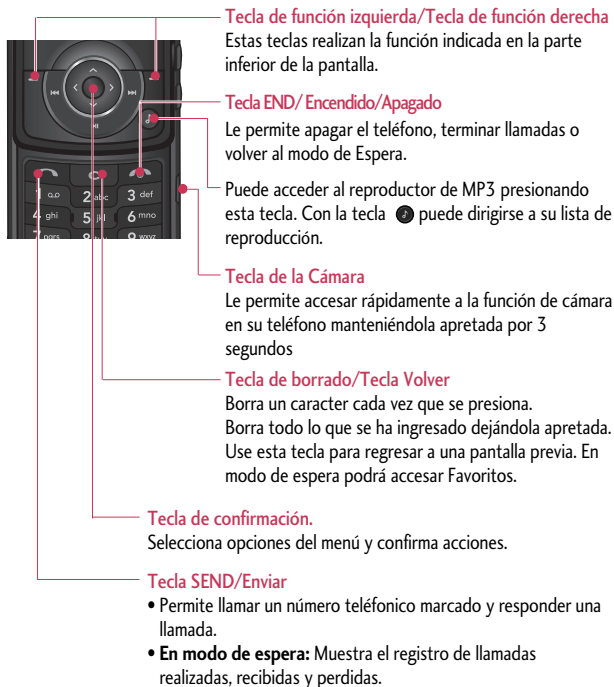 Tecla de función izquierda/Tecla de función derecha
Estas teclas realizan la función indicada en la parte
inferior de la pantalla.
Tecla END/ Encendido/Apagado
Le permite apagar el teléfono, terminar llamadas o
volver al modo de Espera.
Puede acceder al reproductor de MP3 presionando
esta tecla. Con la tecla puede dirigirse a su lista de
reproducción.
Tecla de la Cámara
Le permite accesar rápidamente a la función de cámara
en su teléfono manteniéndola apretada por 3
segundos
Tecla de borrado/Tecla Volver
Borra un caracter cada vez que se presiona.
Borra todo lo que se ha ingresado dejándola apretada.
Use esta tecla para regresar a una pantalla previa. En
modo de espera podrá accesar Favoritos.
Tecla de confirmación.
Selecciona opciones del menú y confirma acciones.
Tecla SEND/Enviar
• Permite llamar un número teléfonico marcado y responder una
llamada.
• En modo de espera: Muestra el registro de llamadas
realizadas, recibidas y perdidas.
1 2 abc 3 def
4 ghi 5 jkl 6 mno